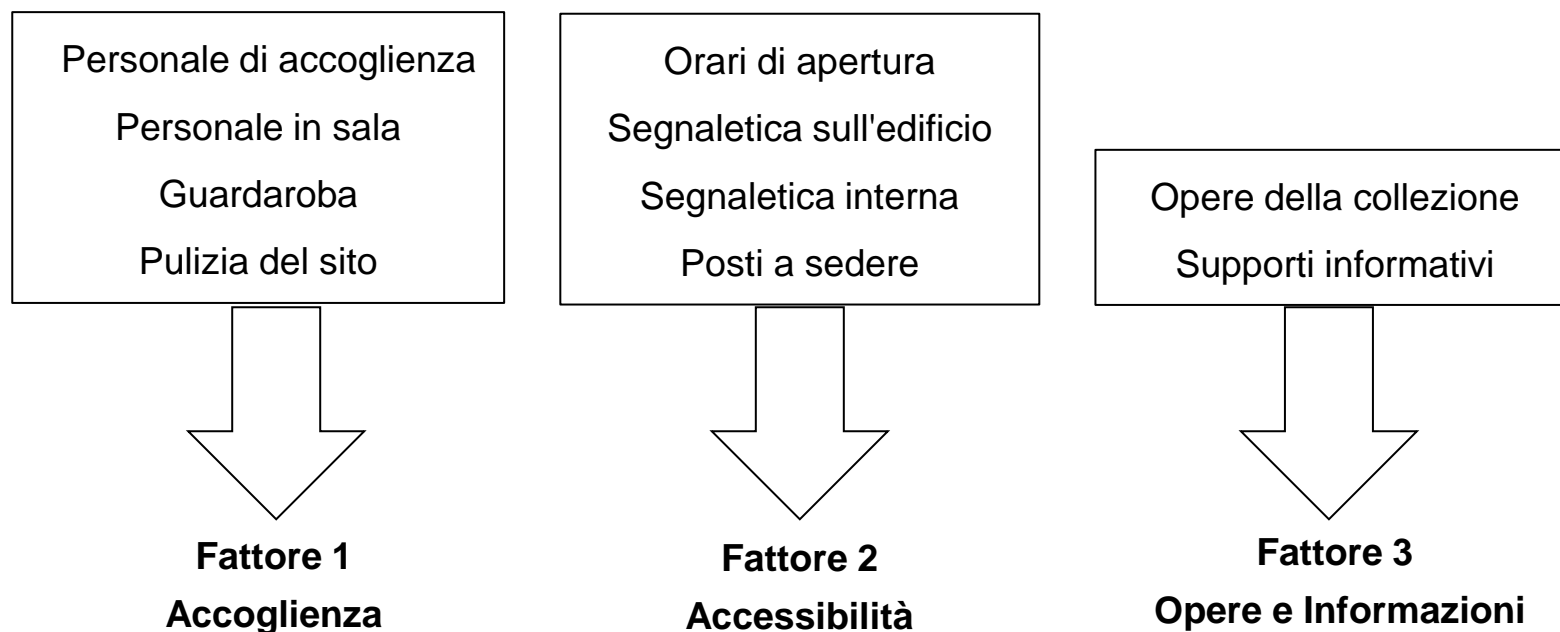 Personale di accoglienza
Personale in sala
Guardaroba
Pulizia del sito
Orari di apertura
Segnaletica sull'edificio
Segnaletica interna
Posti a sedere
Opere della collezione
Supporti informativi
Fattore 1
Accoglienza
Fattore 2
Accessibilità
Fattore 3
Opere e Informazioni